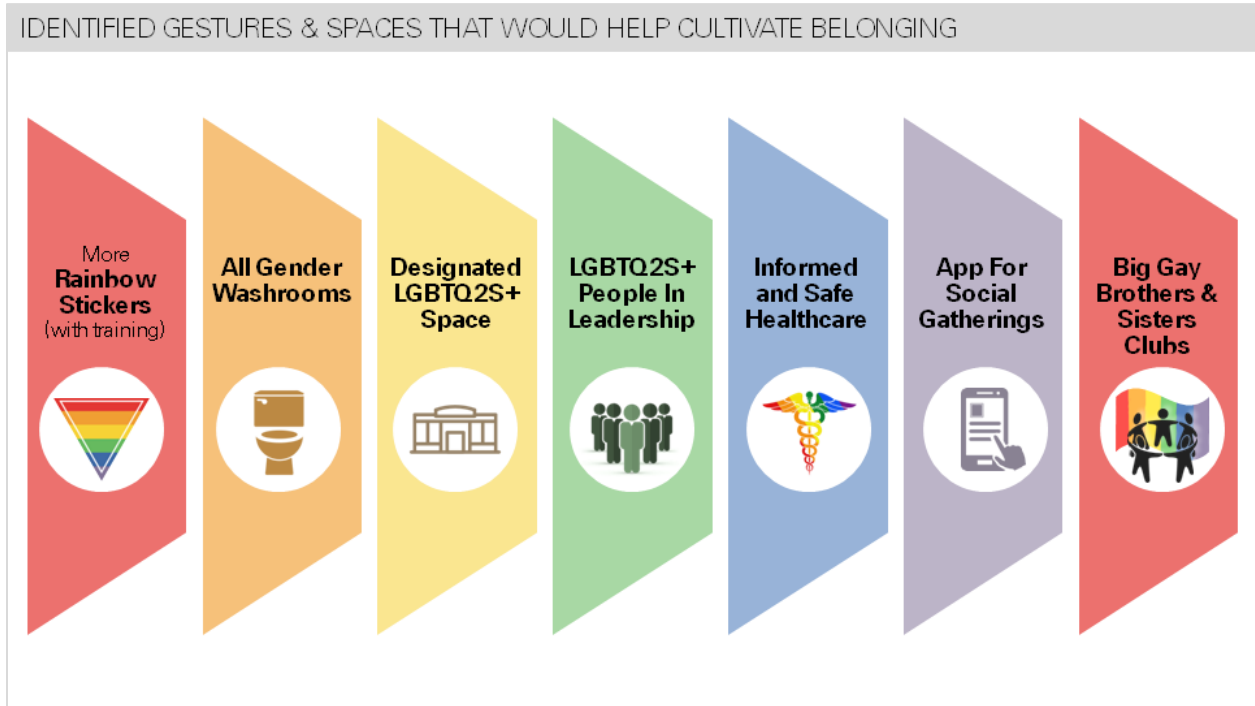 IDENTIFIED GESTURES & SPACES THAT WOULD HELP CULTIVATE BELONGING
More
Rainbow
Stickers
(with training)
All Gender
Washrooms
Designated
LGBTQ2S+
Space
LGBTQ2S+
People In
Leadership
Informed
and Safe
Healthcare
App For
Social
Gatherings
Big Gay
Brothers &
Sisters
Clubs